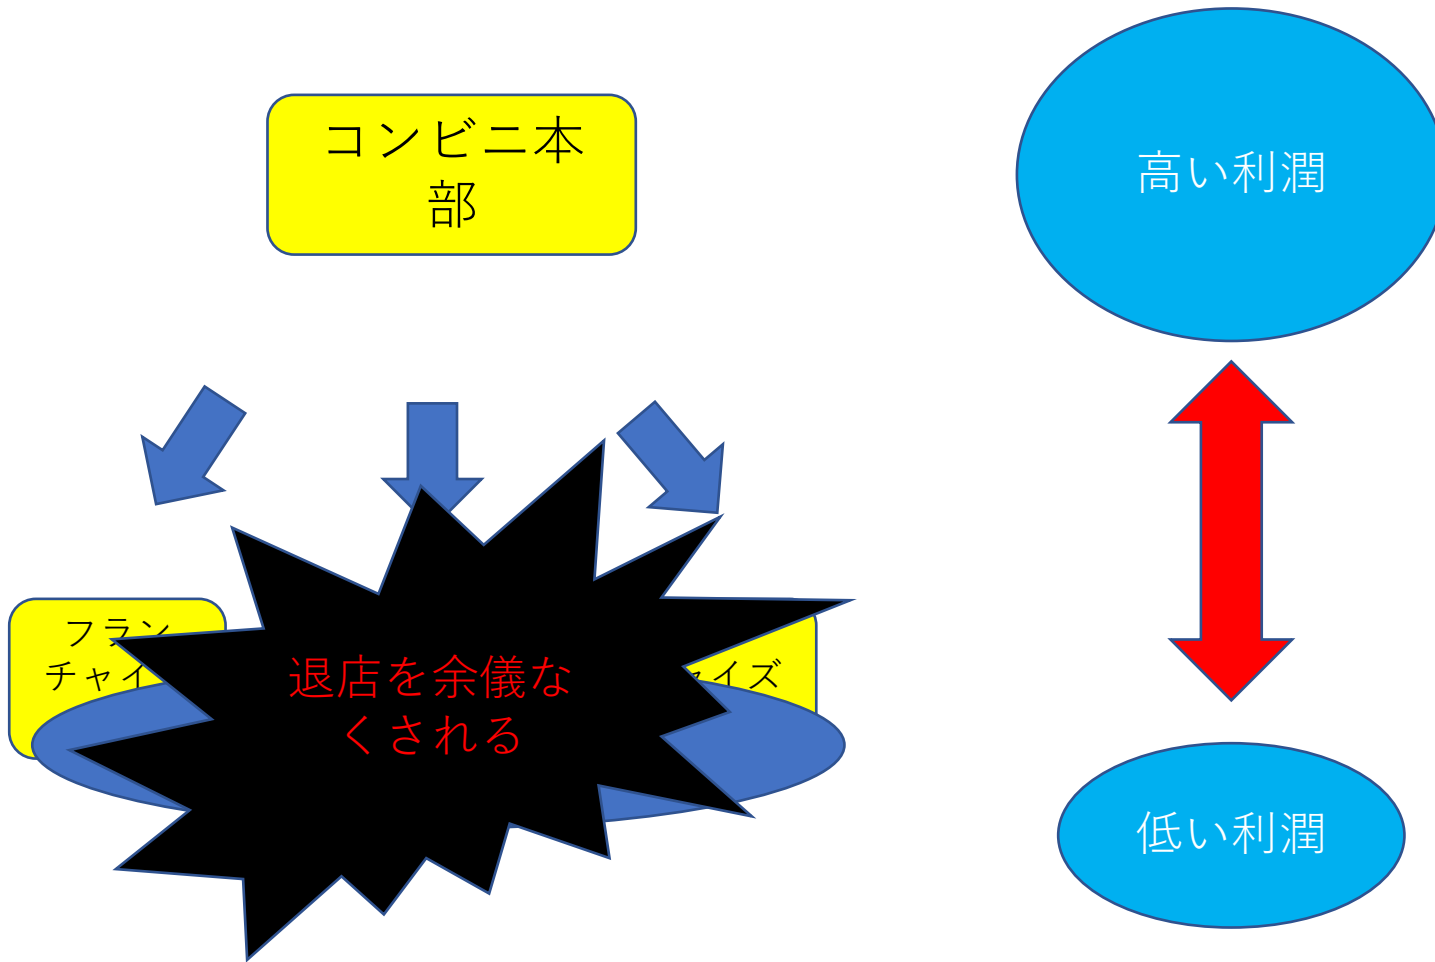 コンビニ本
部
高い利潤
フラン
チャイ
ャイズ
退店を余儀な
くされる
低い利潤